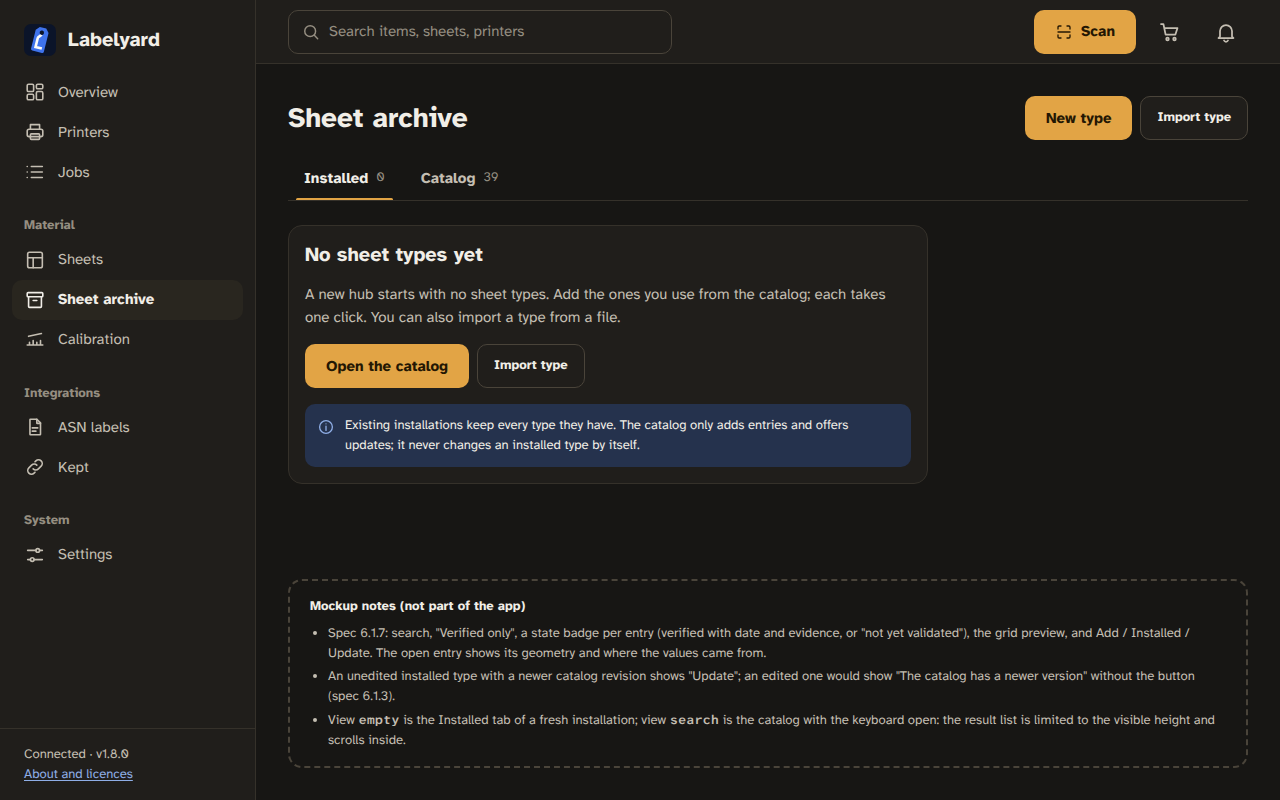 Labelyard
Search items, sheets, printers
Scan
Overview
Printers
Jobs
Material
Sheets
Sheet archive
Calibration
Integrations
ASN labels
Kept
System
Settings
Connected · v1.8.0
About and licences
Sheet archive
New type
Import type
Installed 0
Catalog 39
No sheet types yet
A new hub starts with no sheet types. Add the ones you use from the catalog; each takes
one click. You can also import a type from a file.
Open the catalog
Import type
Existing installations keep every type they have. The catalog only adds entries and offers
updates; it never changes an installed type by itself.
Mockup notes (not part of the app)
• Spec 6.1.7: search, "Verified only", a state badge per entry (verified with date and evidence, or "not yet validated"), the grid preview, and Add / Installed /
Update. The open entry shows its geometry and where the values came from.
• An unedited installed type with a newer catalog revision shows "Update"; an edited one would show "The catalog has a newer version" without the button
(spec 6.1.3).
• View empty is the Installed tab of a fresh installation; view search is the catalog with the keyboard open: the result list is limited to the visible height and
scrolls inside.